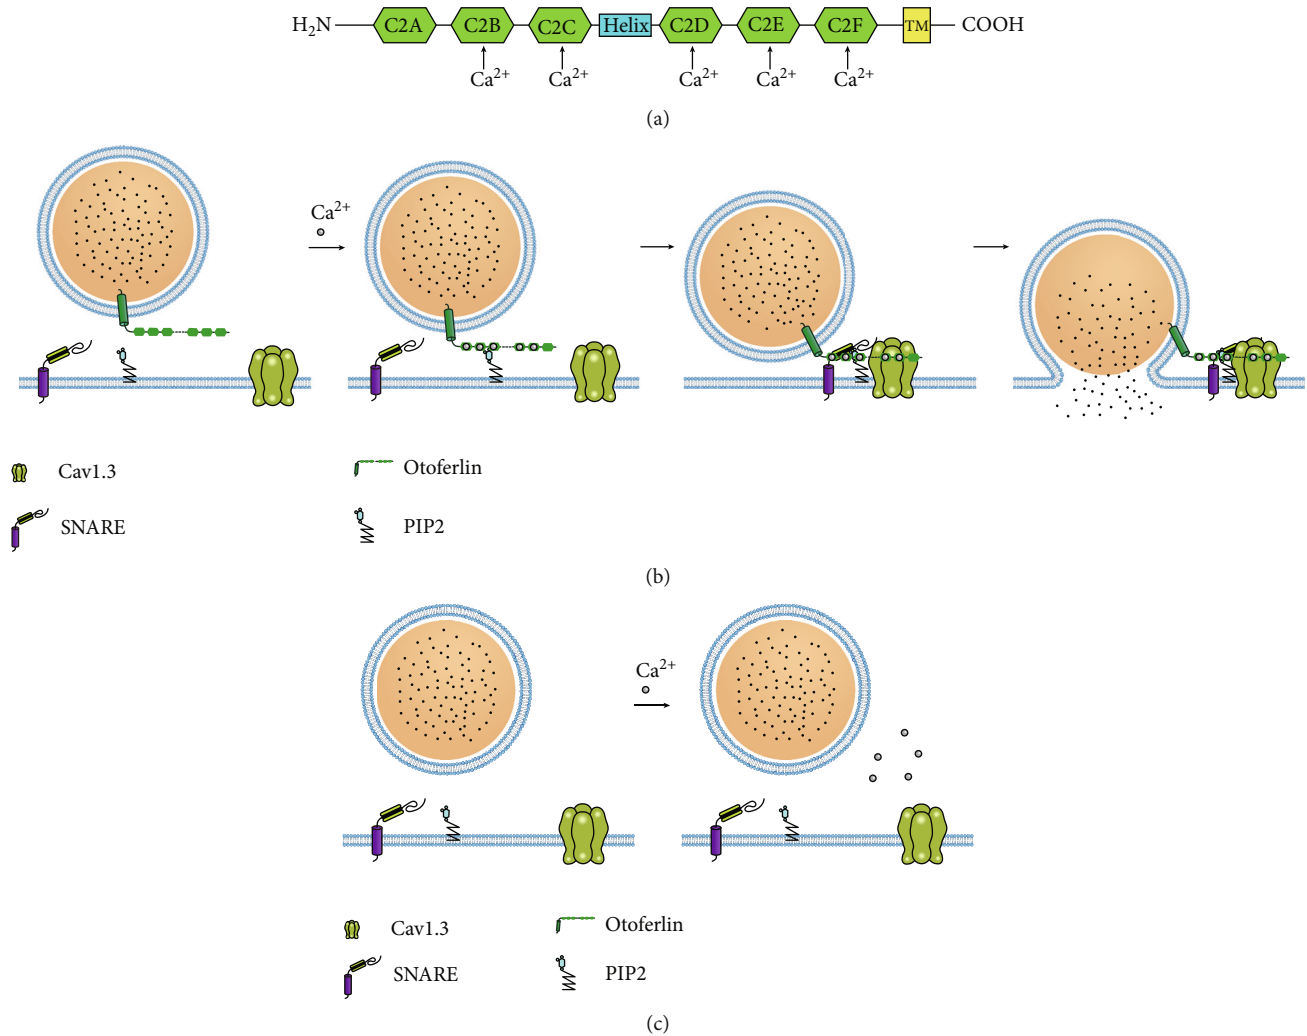 H₂N C2A C2B C2C Helix C2D C2E C2F TM COOH
Ca²⁺ Ca²⁺ Ca²⁺ Ca²⁺ Ca²⁺
(a)
Ca²⁺
Cav1.3 Otoferlin
SNARE PIP2
(b)
Ca²⁺
Cav1.3 Otoferlin
SNARE PIP2
(c)